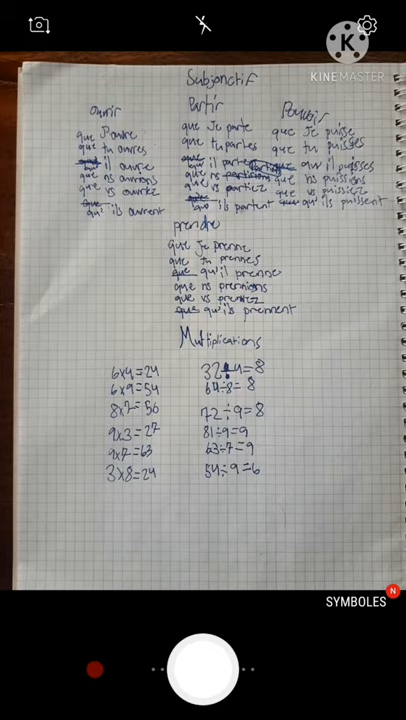 KINEMASTER
Subjonctif
Ouvrir
que J'ouvre
que tu ouvres
qu'il ouvre
que ns ouvrions
que vs ouvriez
qu'ils ouvrent
Partir
que Je parte
que tu partes
qu'il parte
que ns partions
que vs partiez
qu'ils partent
Pouvoir
que Je puisse
que tu puisses
qu'il puisses
que ns puissions
que vs puissiez
qu'ils puissent
prendre
que Je prenne
que Tu prennes
que qu'il prenne
que ns prennions
que vs prenniez
que qu'ils prennent
Multiplications
6x4=24
6x9=54
8x7=56
9x3=27
9x7=63
3x8=24
32÷4=8
64÷8=8
72÷9=8
81÷9=9
63÷7=9
54÷9=6
SYMBOLES
N